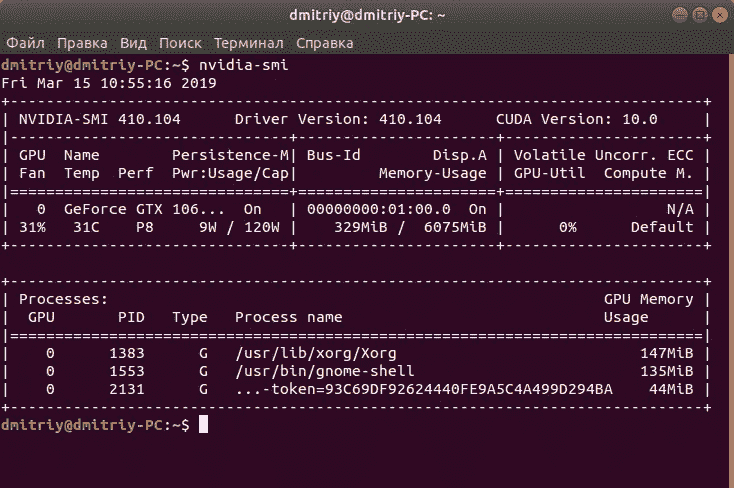 dmitriy@dmitriy-PC: ~
Файл Правка Вид Поиск Терминал Справка
dmitriy@dmitriy-PC:~$ nvidia-smi
Fri Mar 15 10:55:16 2019
+-----------------------------------------------------------------------------+
| NVIDIA-SMI 410.104      Driver Version: 410.104      CUDA Version: 10.0     |
|-------------------------------+----------------------+----------------------+
| GPU  Name        Persistence-M| Bus-Id        Disp.A | Volatile Uncorr. ECC |
| Fan  Temp  Perf  Pwr:Usage/Cap|         Memory-Usage | GPU-Util  Compute M. |
|===============================+======================+======================|
|   0  GeForce GTX 106...  On   | 00000000:01:00.0  On |                  N/A |
| 31%   31C    P8     9W / 120W |    329MiB /  6075MiB |      0%      Default |
+-------------------------------+----------------------+----------------------+
+-----------------------------------------------------------------------------+
| Processes:                                                       GPU Memory |
|  GPU       PID   Type   Process name                             Usage      |
|=============================================================================|
|    0      1383      G   /usr/lib/xorg/Xorg                           147MiB |
|    0      1553      G   /usr/bin/gnome-shell                         135MiB |
|    0      2131      G   ...-token=93C69DF92624440FE9A5C4A499D294BA    44MiB |
+-----------------------------------------------------------------------------+
dmitriy@dmitriy-PC:~$